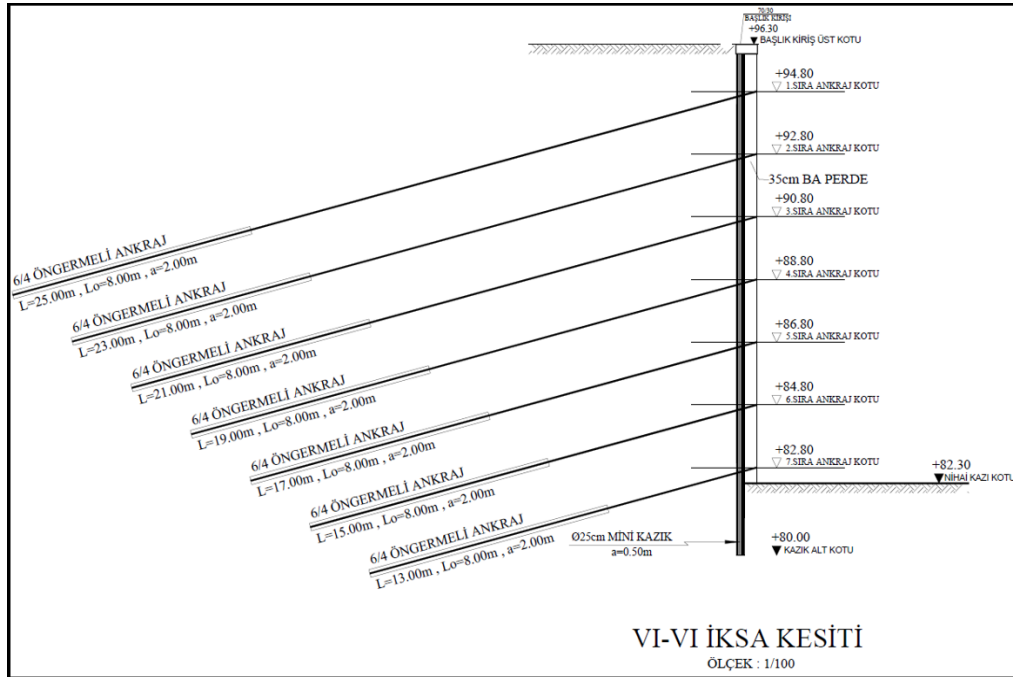 70/30
BAŞLIK KİRİŞİ
+96.30
BAŞLIK KİRİŞ ÜST KOTU
+94.80
1.SIRA ANKRAJ KOTU
+92.80
2.SIRA ANKRAJ KOTU
35cm BA PERDE
+90.80
3.SIRA ANKRAJ KOTU
6/4 ÖNGERMELİ ANKRAJ
L=25.00m , Lo=8.00m , a=2.00m
+88.80
4.SIRA ANKRAJ KOTU
6/4 ÖNGERMELİ ANKRAJ
L=23.00m , Lo=8.00m , a=2.00m
+86.80
5.SIRA ANKRAJ KOTU
6/4 ÖNGERMELİ ANKRAJ
L=21.00m , Lo=8.00m , a=2.00m
+84.80
6.SIRA ANKRAJ KOTU
6/4 ÖNGERMELİ ANKRAJ
L=19.00m , Lo=8.00m , a=2.00m
+82.80
7.SIRA ANKRAJ KOTU
6/4 ÖNGERMELİ ANKRAJ
L=17.00m , Lo=8.00m , a=2.00m
+82.30
NİHAİ KAZI KOTU
6/4 ÖNGERMELİ ANKRAJ
L=15.00m , Lo=8.00m , a=2.00m
6/4 ÖNGERMELİ ANKRAJ
L=13.00m , Lo=8.00m , a=2.00m
Ø25cm MİNİ KAZIK
a=0.50m
+80.00
KAZIK ALT KOTU
VI-VI İKSA KESİTİ
ÖLÇEK : 1/100